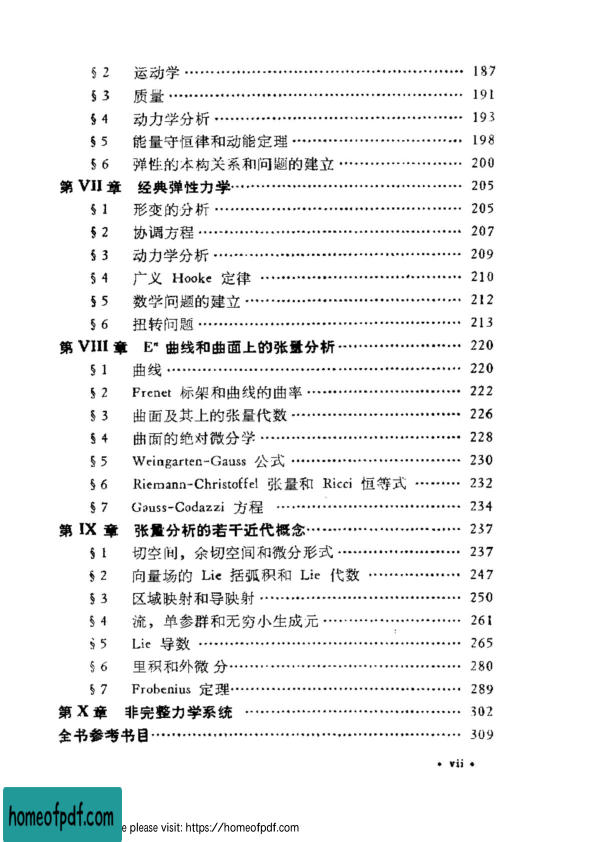 §2 运动学 187
§3 质量 191
§4 动力学分析 193
§5 能量守恒律和动能定理 198
§6 弹性的本构关系和问题的建立 200
第 VII 章 经典弹性力学 205
§1 形变的分析 205
§2 协调方程 207
§3 动力学分析 209
§4 广义 Hooke 定律 210
§5 数学问题的建立 212
§6 扭转问题 213
第 VIII 章 Eⁿ 曲线和曲面上的张量分析 220
§1 曲线 220
§2 Frenet 标架和曲线的曲率 222
§3 曲面及其上的张量代数 226
§4 曲面的绝对微分学 228
§5 Weingarten-Gauss 公式 230
§6 Riemann-Christoffel 张量和 Ricci 恒等式 232
§7 Gauss-Codazzi 方程 234
第 IX 章 张量分析的若干近代概念 237
§1 切空间，余切空间和微分形式 237
§2 向量场的 Lie 括弧积和 Lie 代数 247
§3 区域映射和导映射 250
§4 流，单参群和无穷小生成元 261
§5 Lie 导数 265
§6 里积和外微分 280
§7 Frobenius 定理 289
第 X 章 非完整力学系统 302
全书参考书目 309
• vii •
homeofpdf.com
e please visit: https://homeofpdf.com